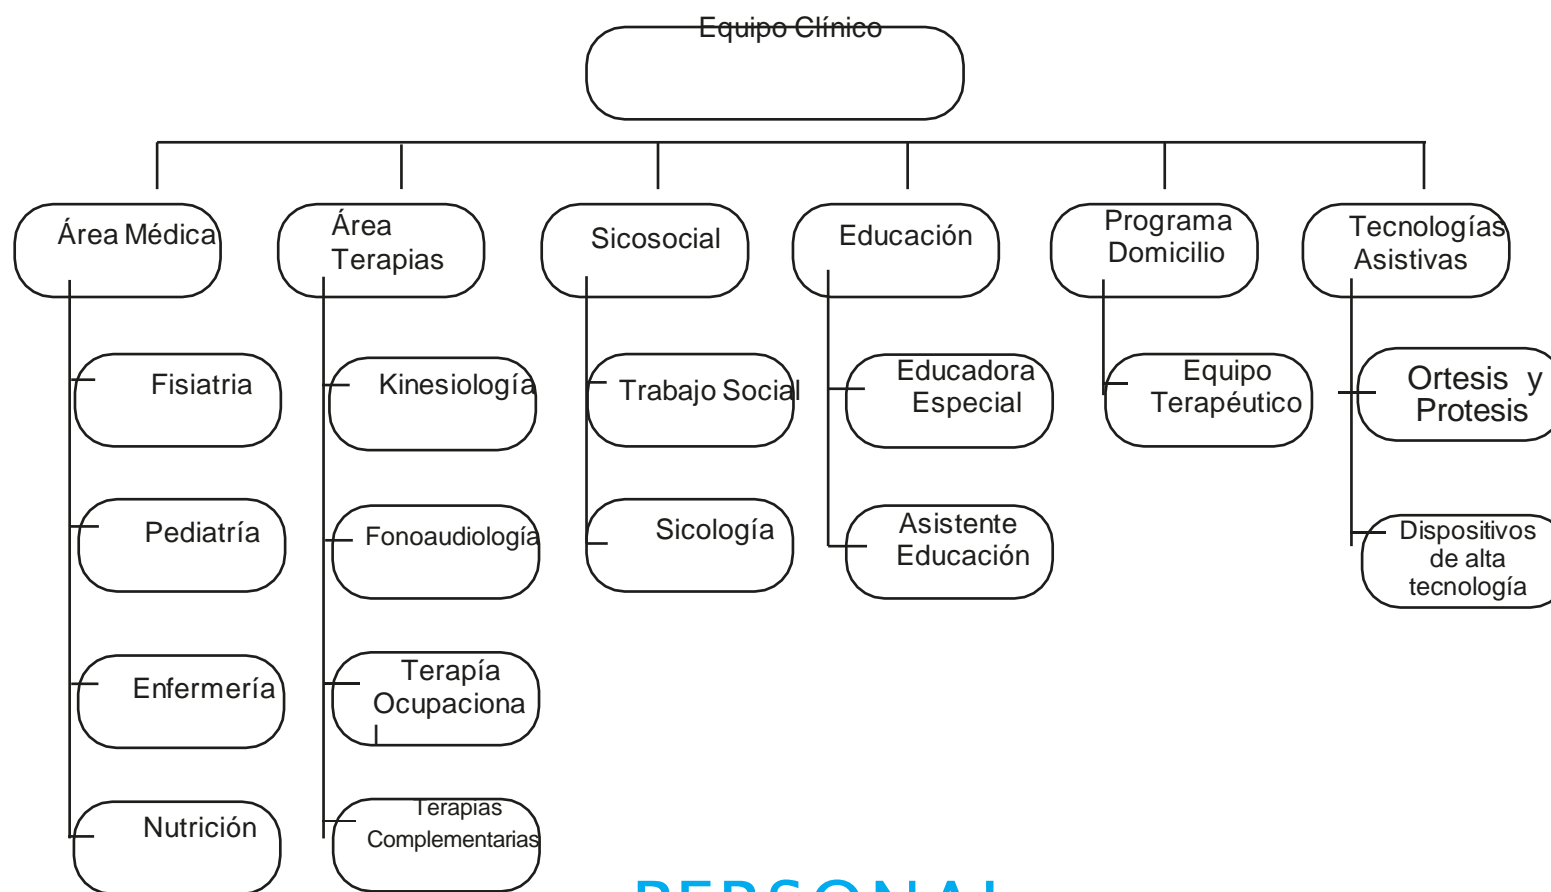 Equipo Clínico
Área Médica
Área
Terapias
Sicosocial
Educación
Programa
Domicilio
Tecnologías
Asistivas
Fisiatria
Kinesiología
Trabajo Social
Educadora
Especial
Equipo
Terapéutico
Ortesis y
Protesis
Pediatría
Fonoaudiología
Sicología
Asistente
Educación
Dispositivos
de alta
tecnología
Enfermería
Terapía
Ocupaciona
l
Nutrición
Terapias
Complementarias
PERSONAL